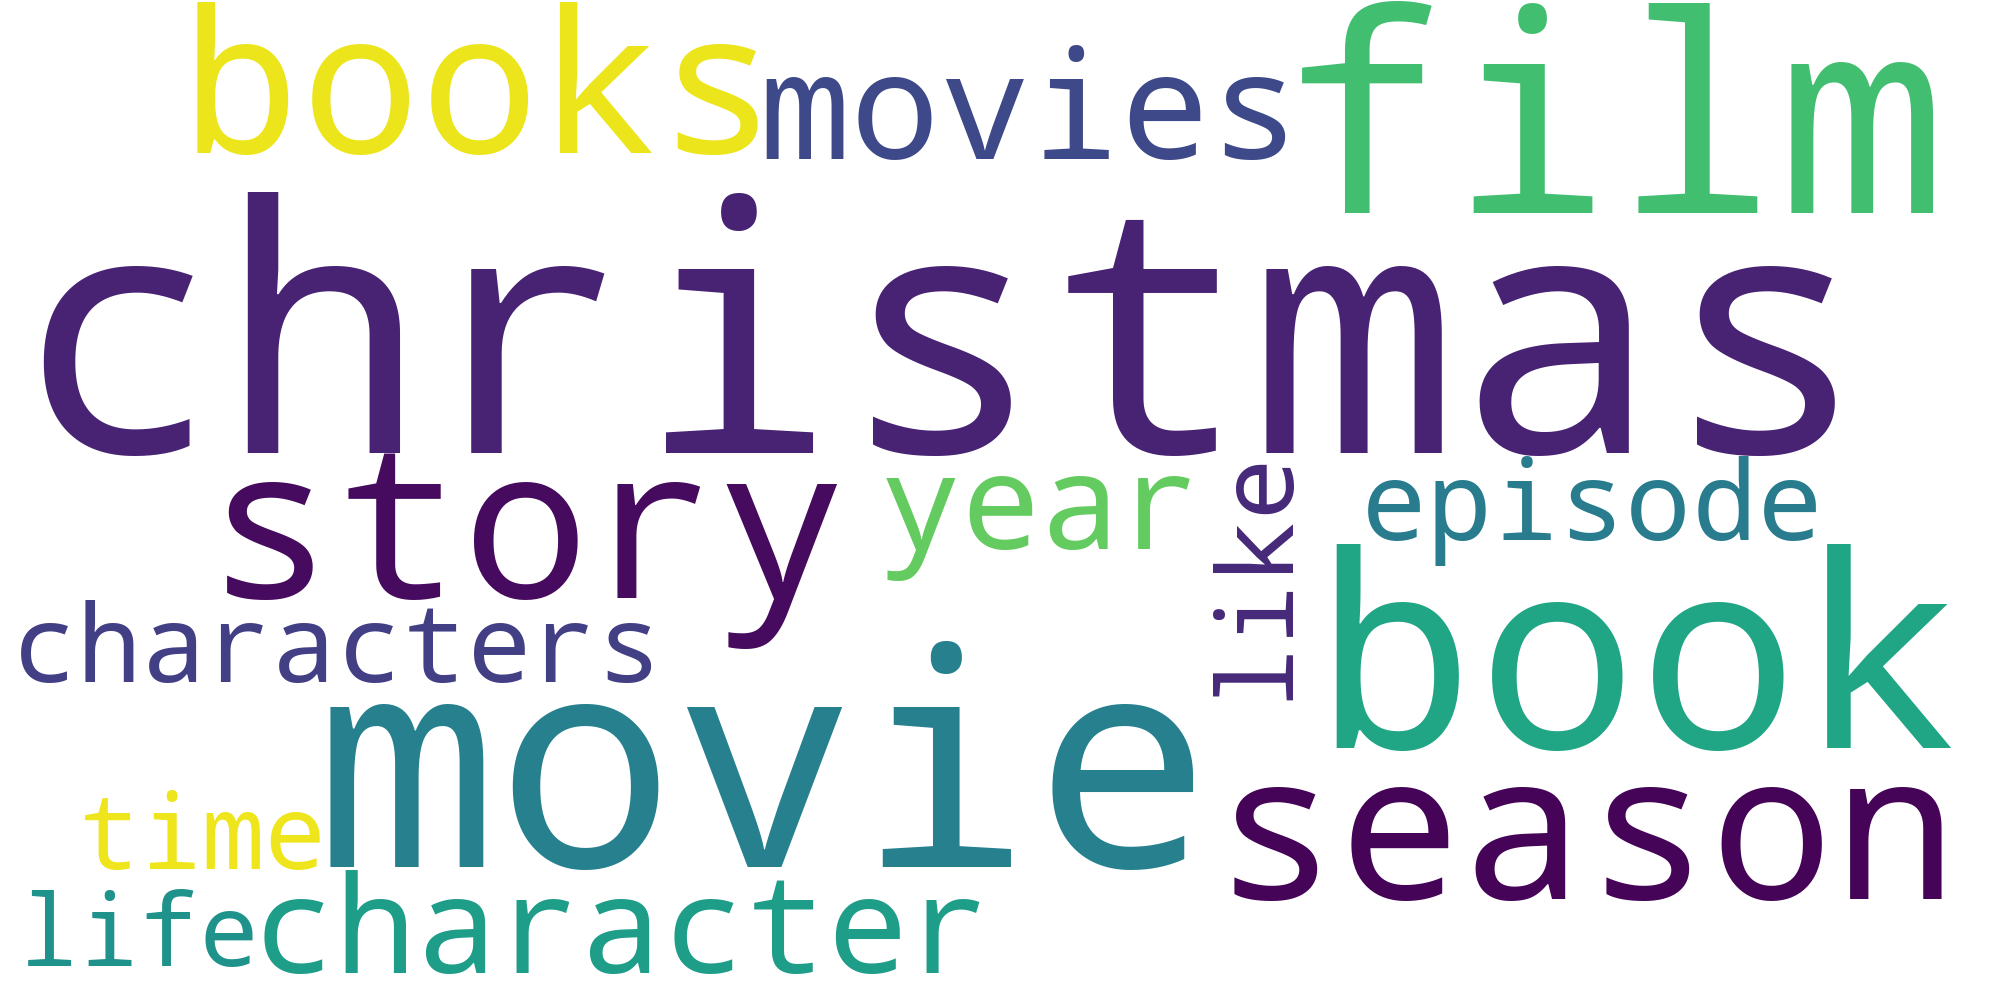 books movies film
christmas
story year like episode
characters book
movie
time season
life character